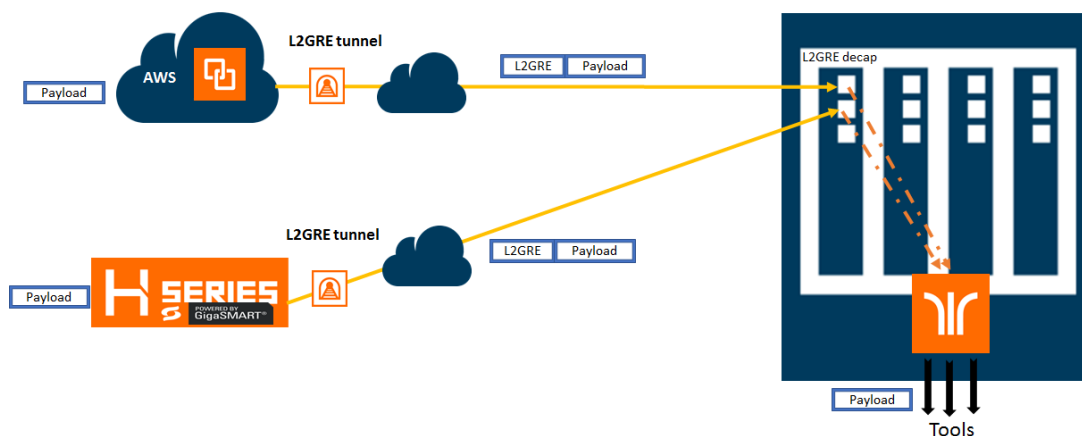 L2GRE tunnel
AWS
Payload
L2GRE Payload
L2GRE decap
L2GRE tunnel
L2GRE Payload
Payload
H SERIES
POWERED BY
GigaSMART®
Payload
Tools